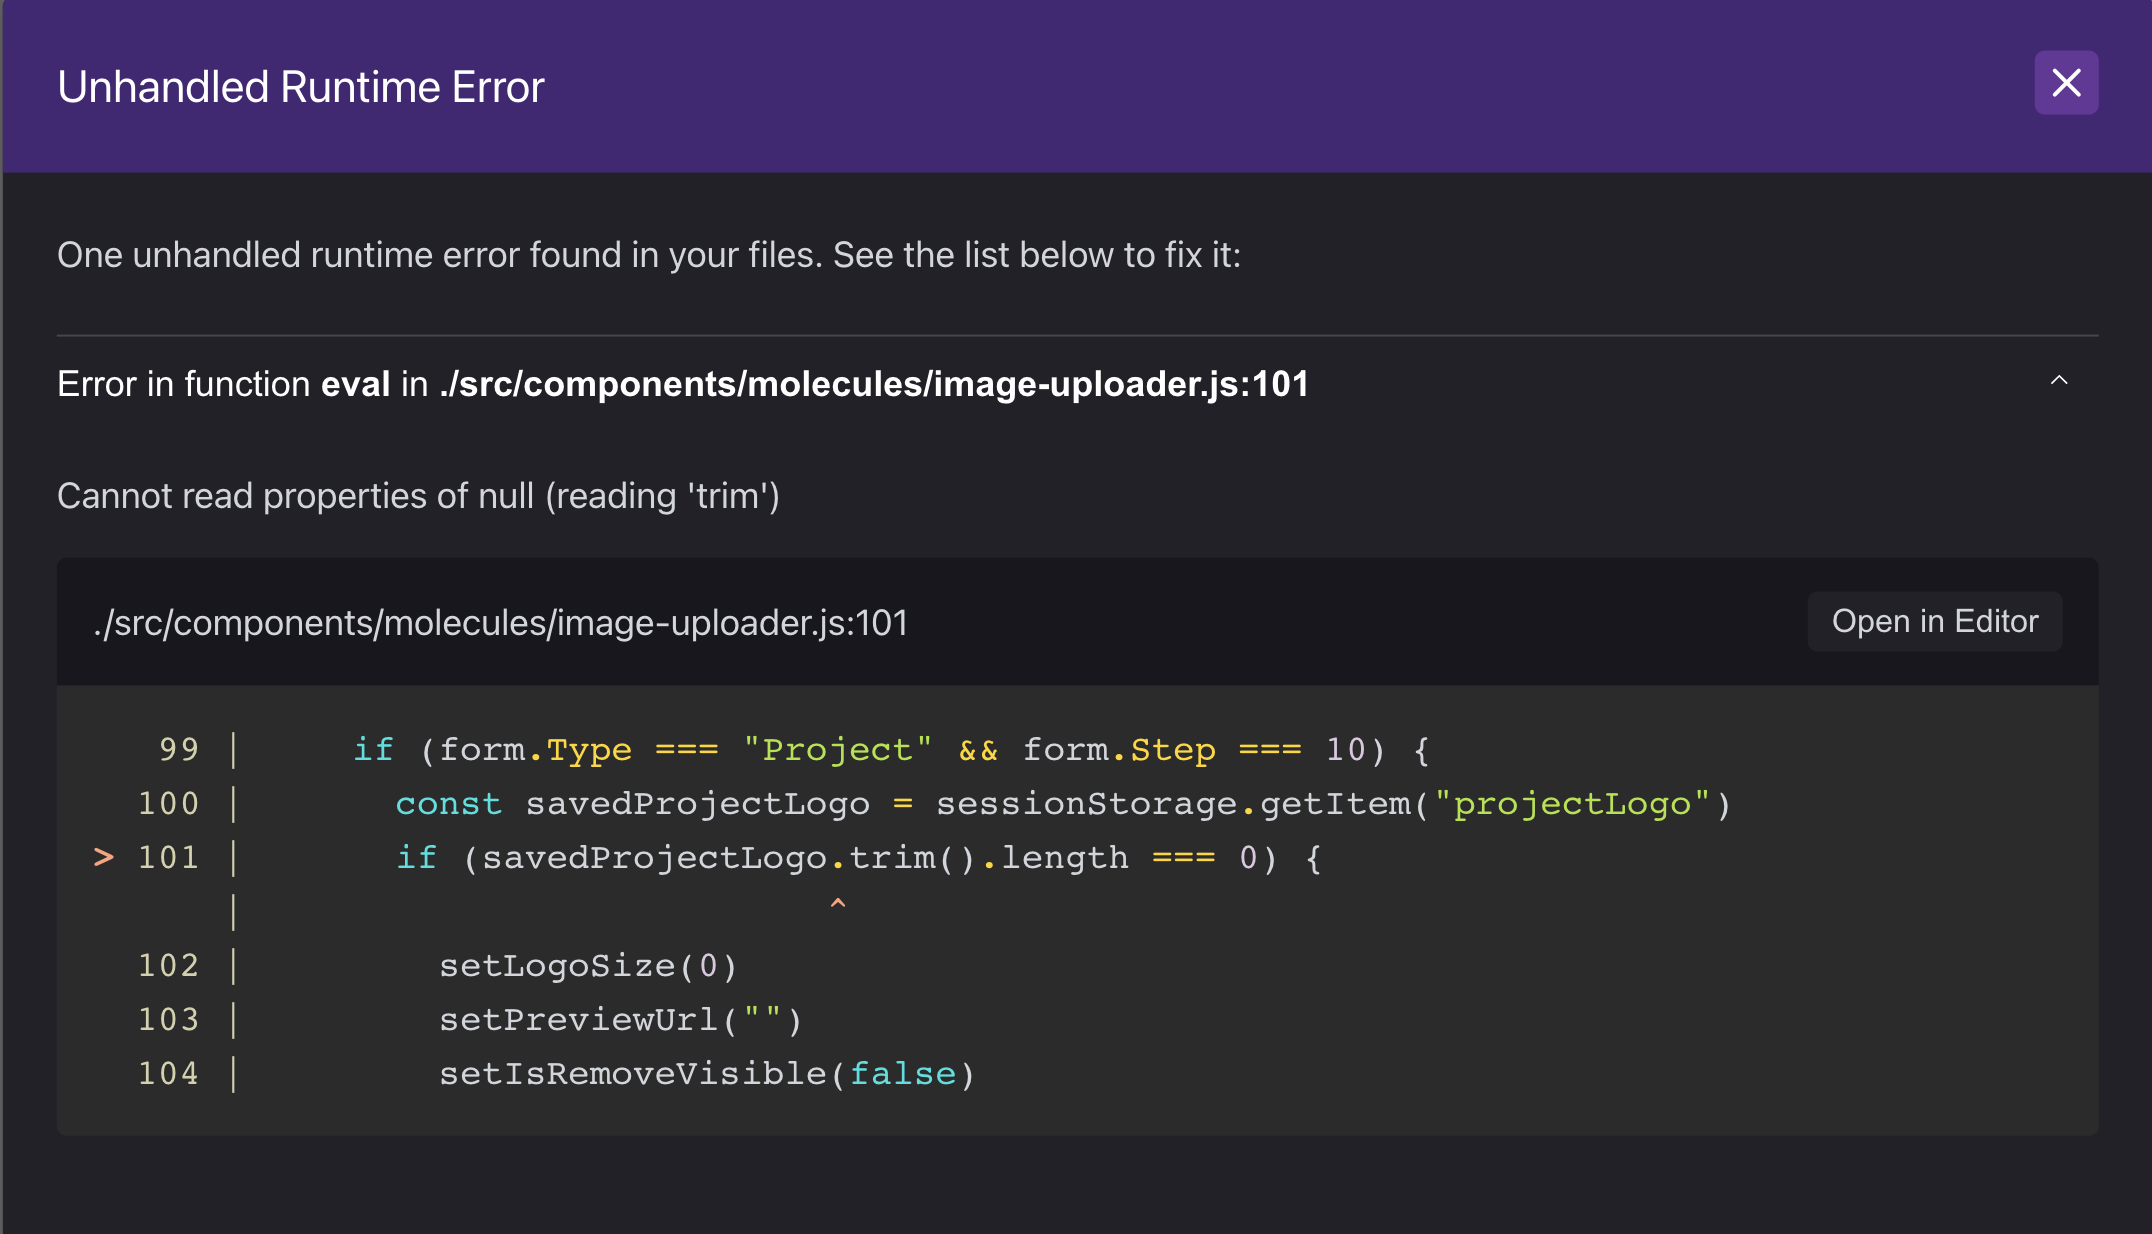 Unhandled Runtime Error
One unhandled runtime error found in your files. See the list below to fix it:
Error in function eval in ./src/components/molecules/image-uploader.js:101
Cannot read properties of null (reading 'trim')
./src/components/molecules/image-uploader.js:101
Open in Editor
99 |       if (form.Type === "Project" && form.Step === 10) {
100 |         const savedProjectLogo = sessionStorage.getItem("projectLogo")
> 101 |         if (savedProjectLogo.trim().length === 0) {
|                             ^
102 |           setLogoSize(0)
103 |           setPreviewUrl("")
104 |           setIsRemoveVisible(false)